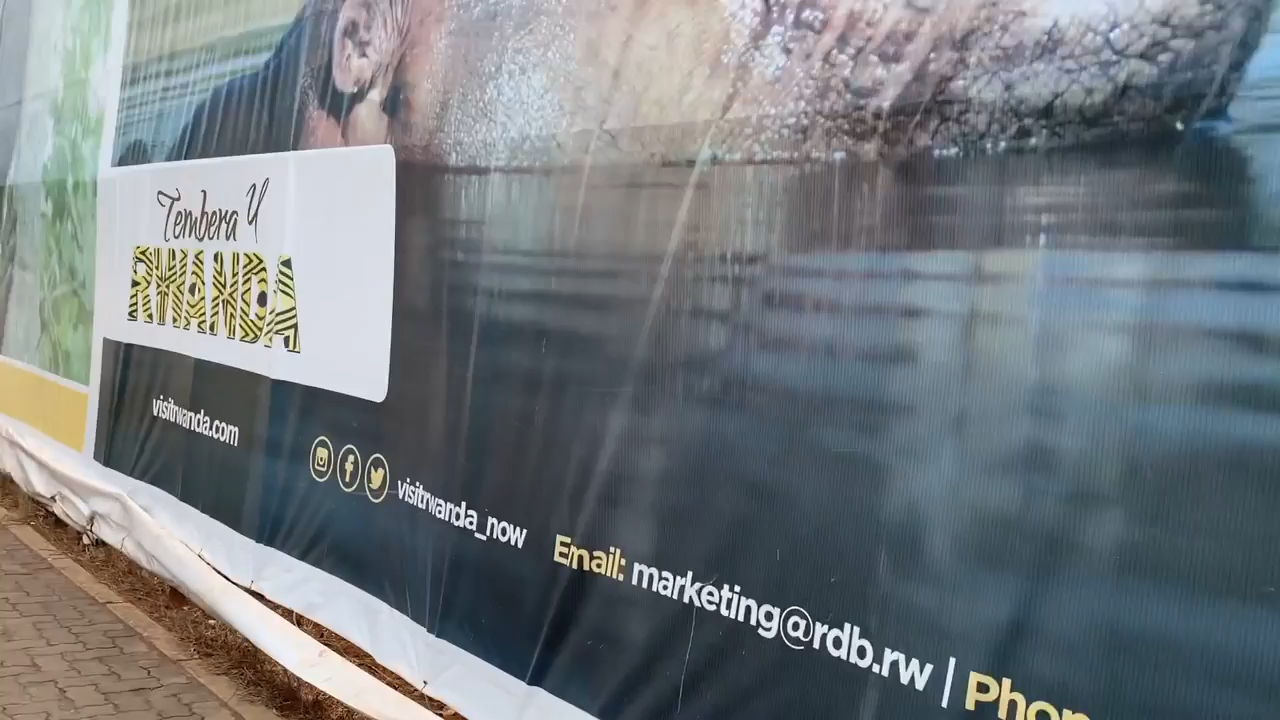 Tembera U
RWANDA
visitrwanda.com
visitrwanda_now
Email: marketing@rdb.rw | Phon